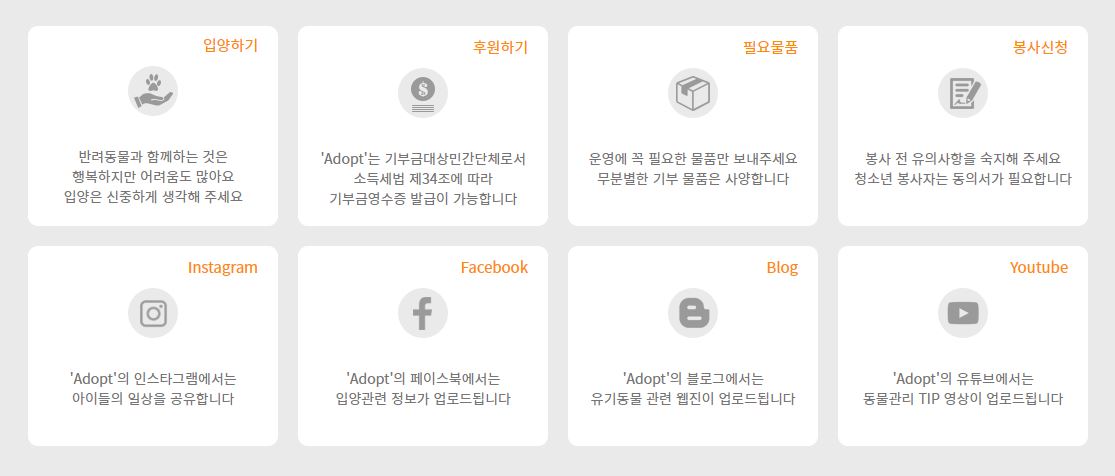 입양하기
반려동물과 함께하는 것은
행복하지만 어려움도 많아요
입양은 신중하게 생각해 주세요
후원하기
'Adopt'는 기부금대상민간단체로서
소득세법 제34조에 따라
기부금영수증 발급이 가능합니다
필요물품
운영에 꼭 필요한 물품만 보내주세요
무분별한 기부 물품은 사양합니다
봉사신청
봉사 전 유의사항을 숙지해 주세요
청소년 봉사자는 동의서가 필요합니다
Instagram
'Adopt'의 인스타그램에서는
아이들의 일상을 공유합니다
Facebook
'Adopt'의 페이스북에서는
입양관련 정보가 업로드됩니다
Blog
'Adopt'의 블로그에서는
유기동물 관련 웹진이 업로드됩니다
Youtube
'Adopt'의 유튜브에서는
동물관리 TIP 영상이 업로드됩니다